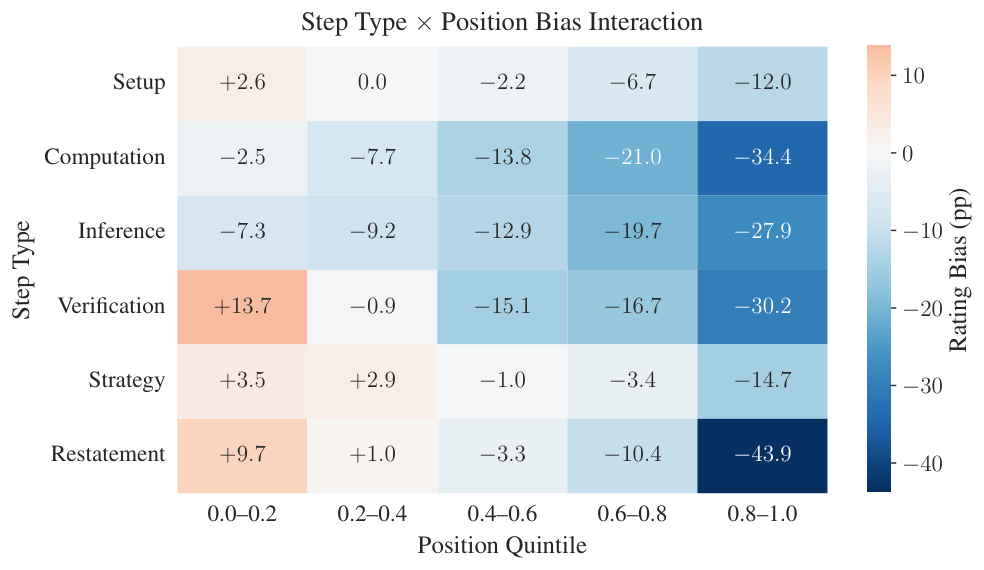 Step Type × Position Bias Interaction
Step Type
Setup +2.6 0.0 −2.2 −6.7 −12.0
Computation −2.5 −7.7 −13.8 −21.0 −34.4
Inference −7.3 −9.2 −12.9 −19.7 −27.9
Verification +13.7 −0.9 −15.1 −16.7 −30.2
Strategy +3.5 +2.9 −1.0 −3.4 −14.7
Restatement +9.7 +1.0 −3.3 −10.4 −43.9
0.0–0.2 0.2–0.4 0.4–0.6 0.6–0.8 0.8–1.0
Position Quintile
10
0
−10
−20
−30
−40
Rating Bias (pp)